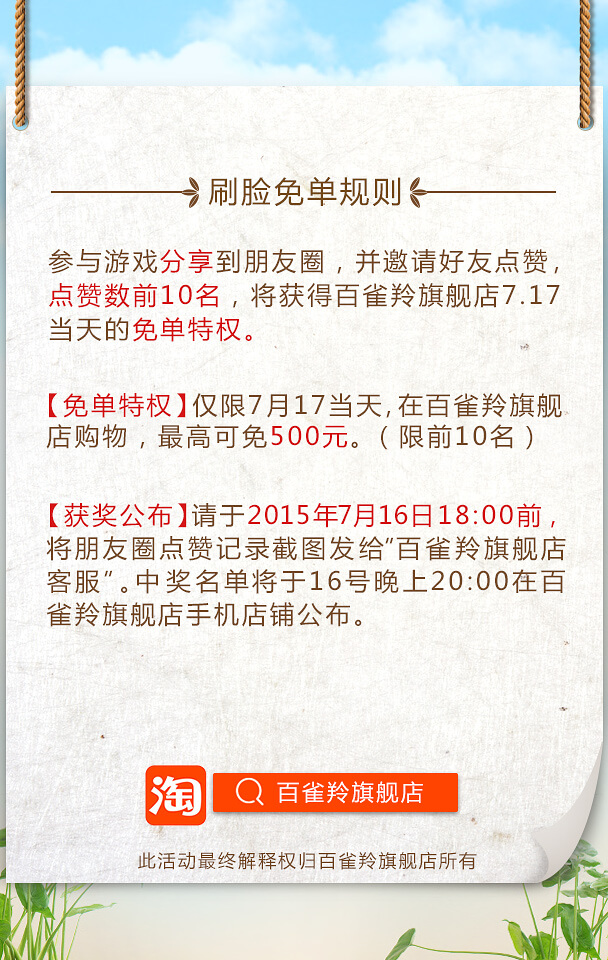 刷脸免单规则
参与游戏分享到朋友圈，并邀请好友点赞，
点赞数前10名，将获得百雀羚旗舰店7.17
当天的免单特权。
【免单特权】仅限7月17当天,在百雀羚旗舰
店购物，最高可免500元。（限前10名）
【获奖公布】请于2015年7月16日18:00前，
将朋友圈点赞记录截图发给“百雀羚旗舰店
客服“。中奖名单将于16号晚上20:00在百
雀羚旗舰店手机店铺公布。
淘 百雀羚旗舰店
此活动最终解释权归百雀羚旗舰店所有